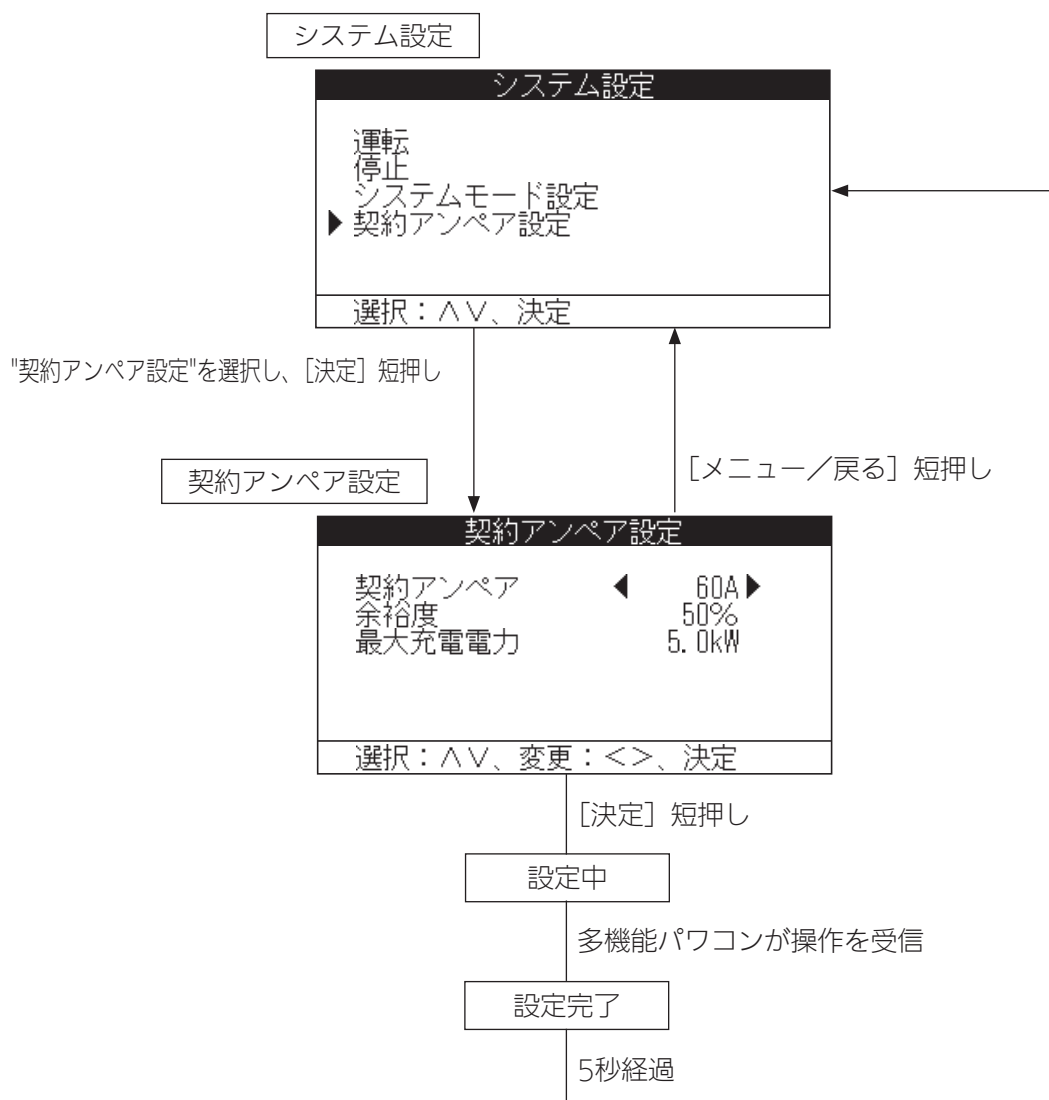 システム設定
システム設定
運転
停止
システムモード設定
▶契約アンペア設定
選択：∧∨、決定
"契約アンペア設定"を選択し、［決定］短押し
［メニュー／戻る］短押し
契約アンペア設定
契約アンペア設定
契約アンペア ◀ 60A▶
余裕度 50%
最大充電電力 5.0kW
選択：∧∨、変更：＜＞、決定
［決定］短押し
設定中
多機能パワコンが操作を受信
設定完了
5秒経過